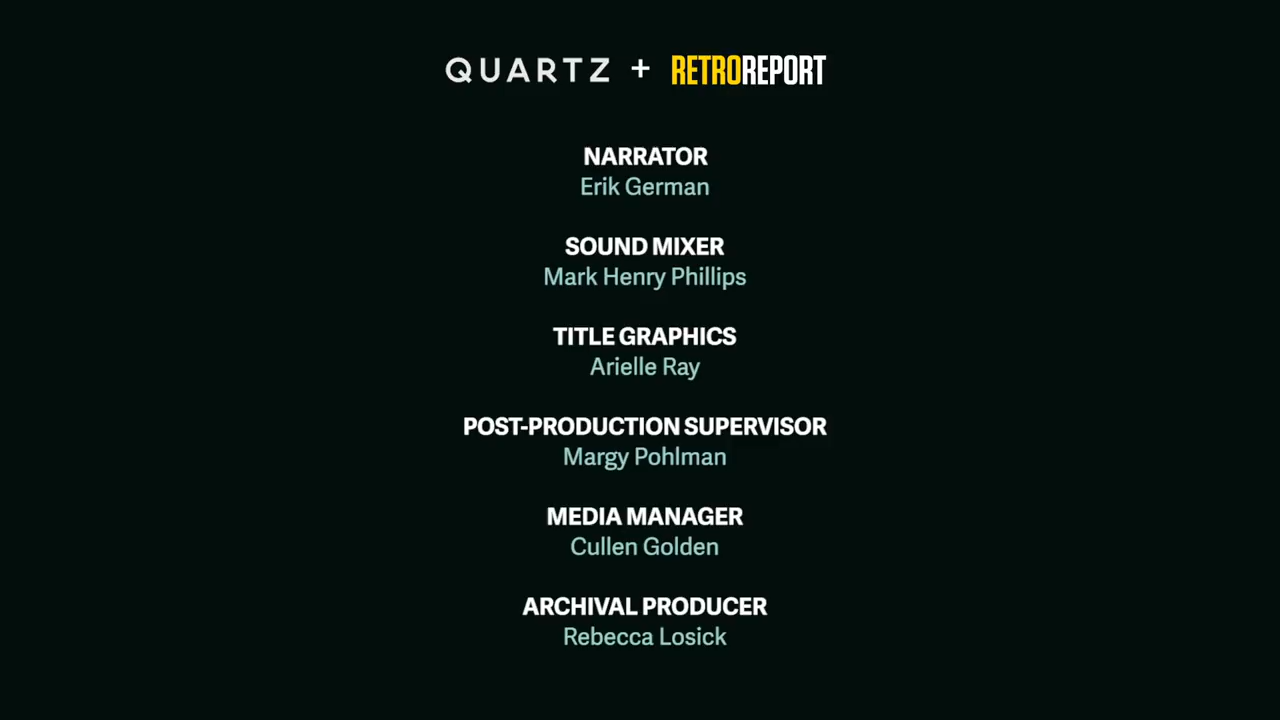 QUARTZ + RETROREPORT
NARRATOR
Erik German
SOUND MIXER
Mark Henry Phillips
TITLE GRAPHICS
Arielle Ray
POST-PRODUCTION SUPERVISOR
Margy Pohlman
MEDIA MANAGER
Cullen Golden
ARCHIVAL PRODUCER
Rebecca Losick